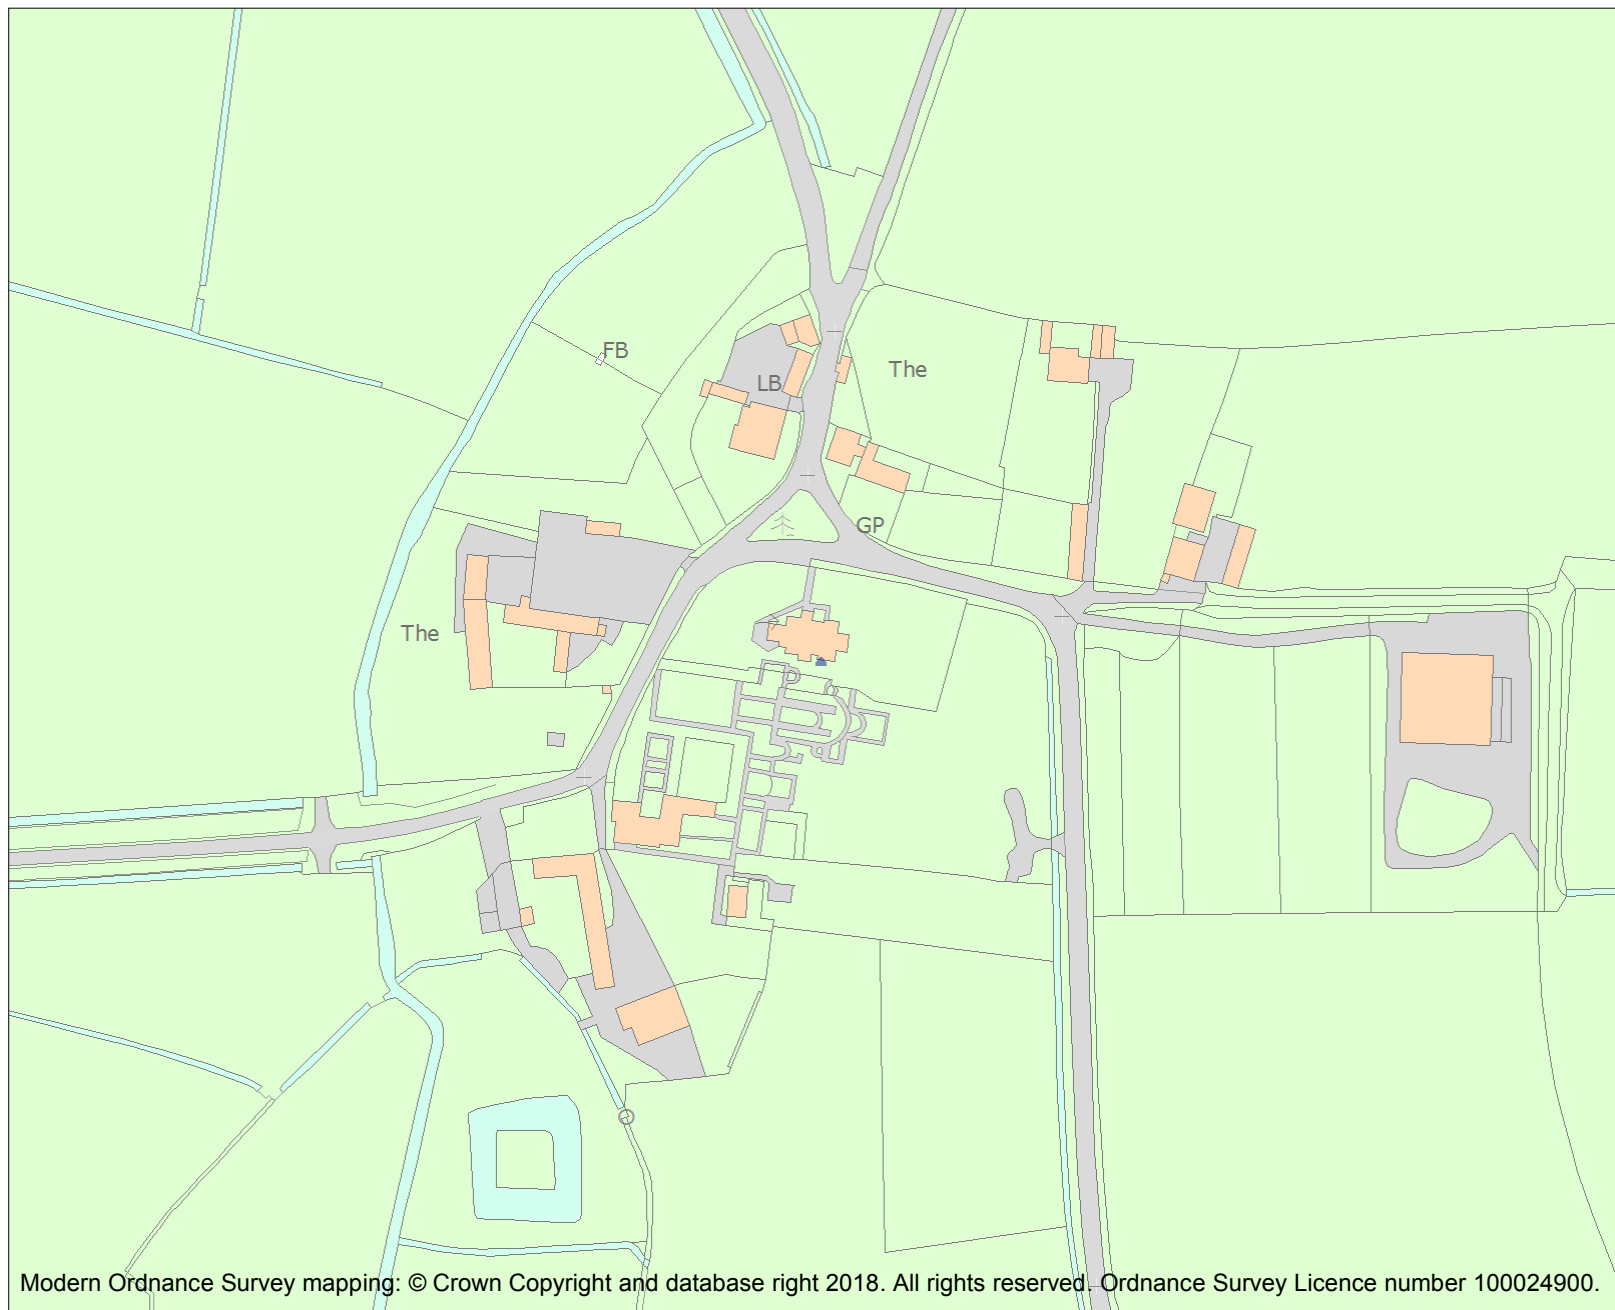 FB
The
LB
GP
The
Modern Ordnance Survey mapping: © Crown Copyright and database right 2018. All rights reserved. Ordnance Survey Licence number 100024900.